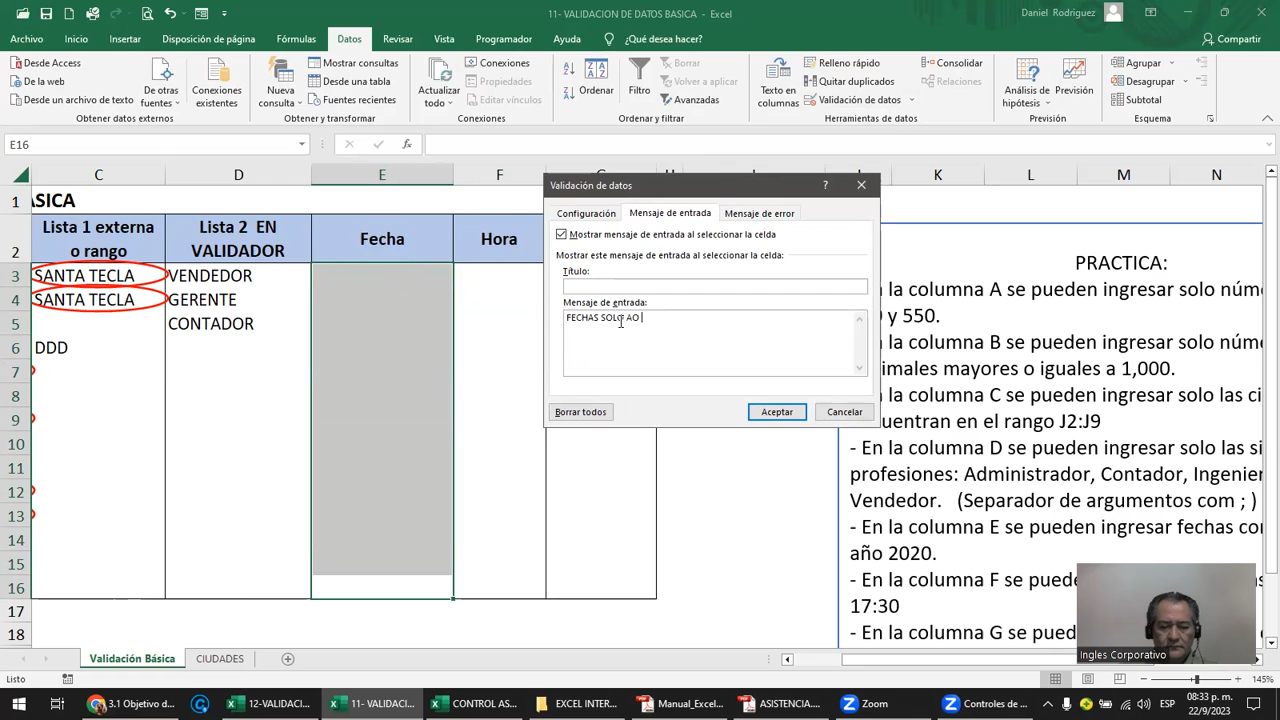 11- VALIDACION DE DATOS BASICA - Excel
Daniel Rodriguez
Archivo Inicio Insertar Disposición de página Fórmulas Datos Revisar Vista Programador Ayuda ¿Qué desea hacer? Compartir
Desde Access
De la web
Desde un archivo de texto
De otras fuentes
Conexiones existentes
Obtener datos externos
Nueva consulta
Mostrar consultas
Desde una tabla
Fuentes recientes
Obtener y transformar
Actualizar todo
Conexiones
Propiedades
Editar vínculos
Conexiones
Ordenar
Filtro
Borrar
Volver a aplicar
Avanzadas
Ordenar y filtrar
Texto en columnas
Relleno rápido
Quitar duplicados
Validación de datos
Consolidar
Relaciones
Herramientas de datos
Análisis de hipótesis
Previsión
Previsión
Agrupar
Desagrupar
Subtotal
Esquema
E16
C D E F K L M N
1
2
3
4
5
6
7
8
9
10
11
12
13
14
15
16
17
18
Lista 1 externa o rango
Lista 2 EN VALIDADOR
Fecha
Hora
SANTA TECLA VENDEDOR
SANTA TECLA GERENTE
CONTADOR
DDD
Validación de datos
? 
Configuración Mensaje de entrada Mensaje de error
Mostrar mensaje de entrada al seleccionar la celda
Mostrar este mensaje de entrada al seleccionar la celda:
Título:
Mensaje de entrada:
FECHAS SOLO AO
Borrar todos Aceptar Cancelar
PRACTICA:
la columna A se pueden ingresar solo
y 550.
la columna B se pueden ingresar solo
mayores o iguales a 1,000.
la columna C se pueden ingresar solo las
en el rango J2:J9
- En la columna D se pueden ingresar solo las
profesiones: Administrador, Contador,
Vendedor. (Separador de argumentos com ; )
- En la columna E se pueden ingresar fechas
año 2020.
- En la columna F se
17:30
- En la columna G se
Ingles Corporativo
Validación Básica CIUDADES
Listo
145%
3.1 Objetivo d... 12-VALIDACI... 11- VALIDACI... CONTROL AS... EXCEL INTER... Manual_Exce... ASISTENCIA.... Zoom Controles de ...
ESP
08:33 p. m.
22/9/2023